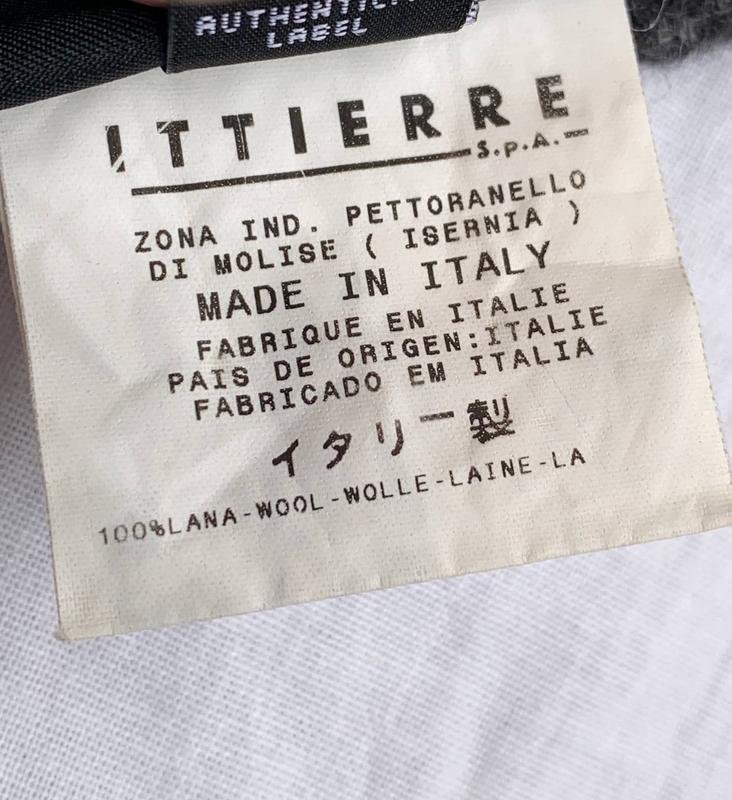 AUTHENTIC
LABEL
ITTIERRE
S.p.A.
ZONA IND. PETTORANELLO
DI MOLISE ( ISERNIA )
MADE IN ITALY
FABRIQUE EN ITALIE
PAIS DE ORIGEN:ITALIE
FABRICADO EM ITALIA
イタリー製
100%LANA-WOOL-WOLLE-LAINE-LA